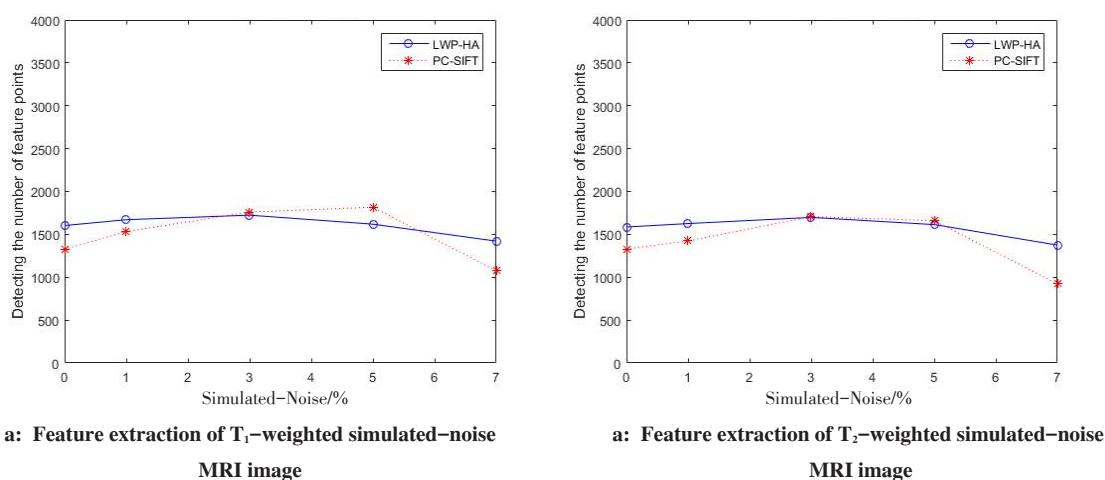 4000
3500
3000
2500
2000
1500
1000
500
0
Detecting the number of feature points
LWP-HA
PC-SIFT
0 1 3 4 5 6 7
Simulated-Noise/%
a: Feature extraction of T₁-weighted simulated-noise
MRI image
4000
3500
3000
2500
2000
1500
1000
500
0
Detecting the number of feature points
LWP-HA
PC-SIFT
0 1 3 4 5 6 7
Simulated-Noise/%
a: Feature extraction of T₂-weighted simulated-noise
MRI image